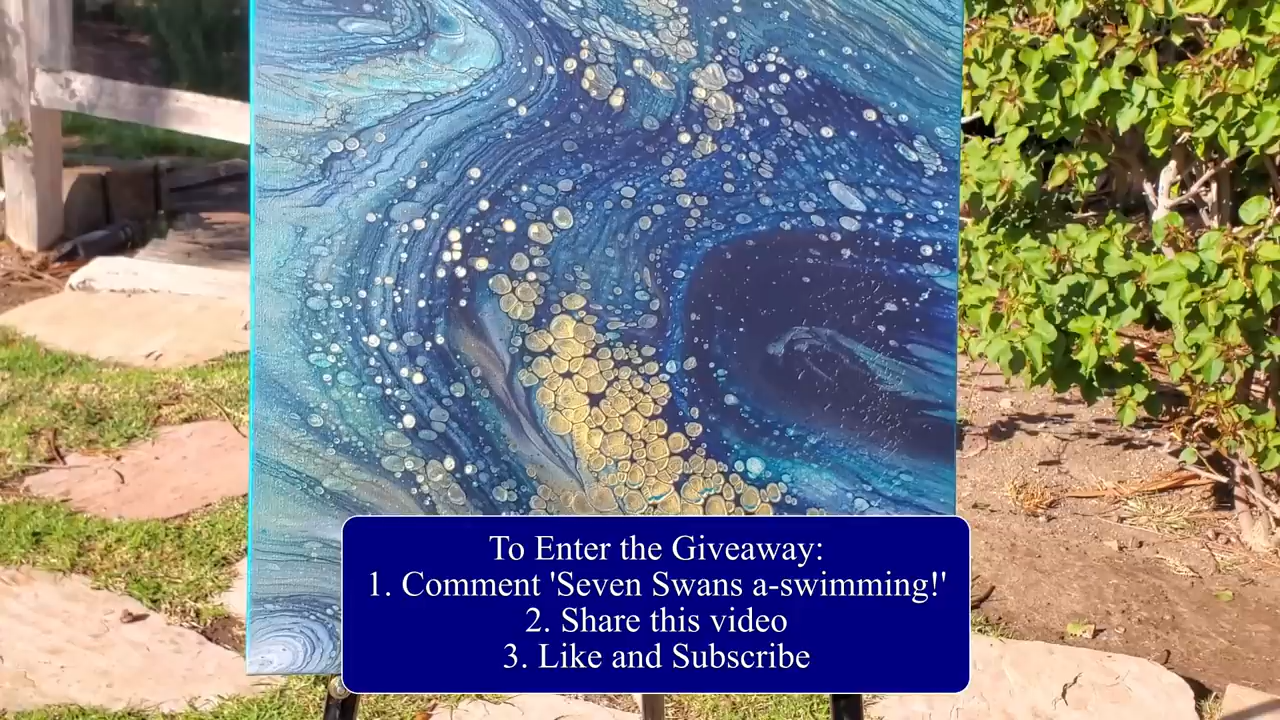 To Enter the Giveaway:
1. Comment 'Seven Swans a-swimming!'
2. Share this video
3. Like and Subscribe